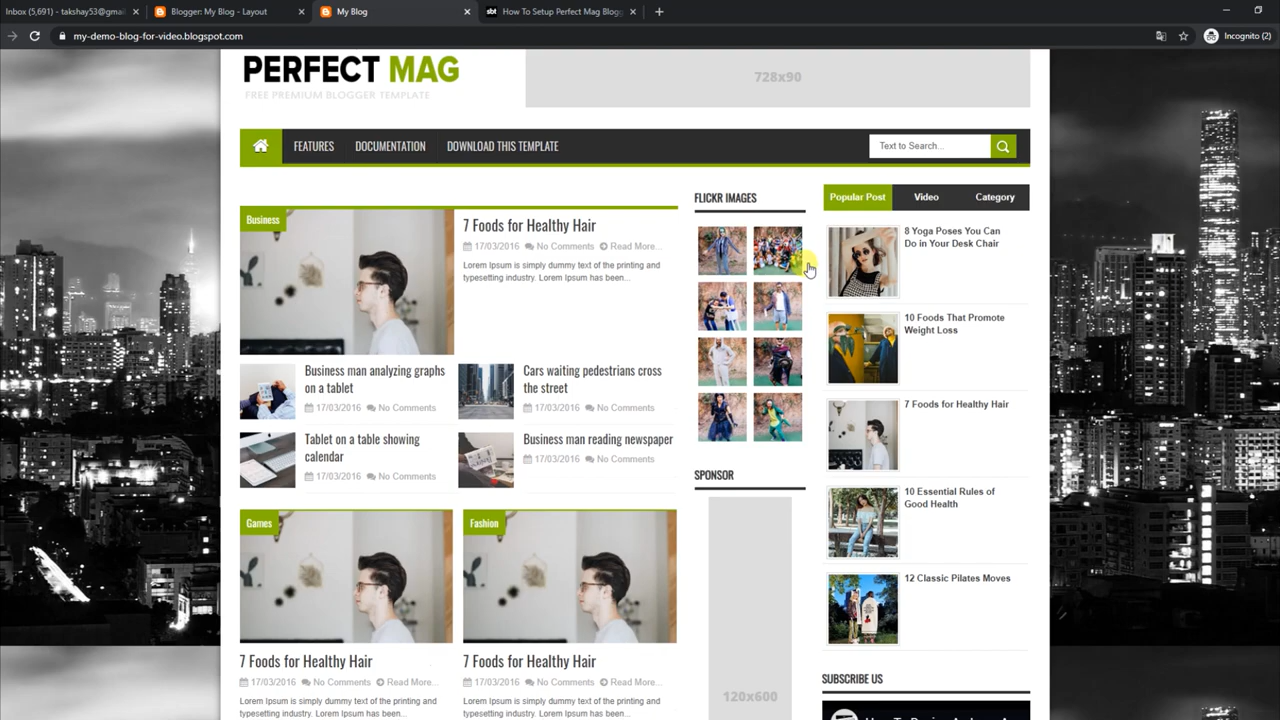 Inbox (5,691) - takshay53@gmai
Blogger: My Blog - Layout
My Blog
sbt
How To Setup Perfect Mag Blogg
my-demo-blog-for-video.blogspot.com
Incognito (2)
PERFECT MAG
FREE PREMIUM BLOGGER TEMPLATE
728x90
FEATURES
DOCUMENTATION
DOWNLOAD THIS TEMPLATE
Text to Search...
Business
7 Foods for Healthy Hair
17/03/2016 No Comments Read More...
Lorem Ipsum is simply dummy text of the printing and
typesetting industry. Lorem Ipsum has been...
Business man analyzing graphs
on a tablet
17/03/2016 No Comments
Cars waiting pedestrians cross
the street
17/03/2016 No Comments
Tablet on a table showing
calendar
17/03/2016 No Comments
Business man reading newspaper
17/03/2016 No Comments
Games
7 Foods for Healthy Hair
17/03/2016 No Comments Read More...
Lorem Ipsum is simply dummy text of the printing and
typesetting industry. Lorem Ipsum has been...
Fashion
7 Foods for Healthy Hair
17/03/2016 No Comments Read More...
Lorem Ipsum is simply dummy text of the printing and
typesetting industry. Lorem Ipsum has been...
FLICKR IMAGES
SPONSOR
120x600
Popular Post
Video
Category
8 Yoga Poses You Can
Do in Your Desk Chair
10 Foods That Promote
Weight Loss
7 Foods for Healthy Hair
10 Essential Rules of
Good Health
12 Classic Pilates Moves
SUBSCRIBE US